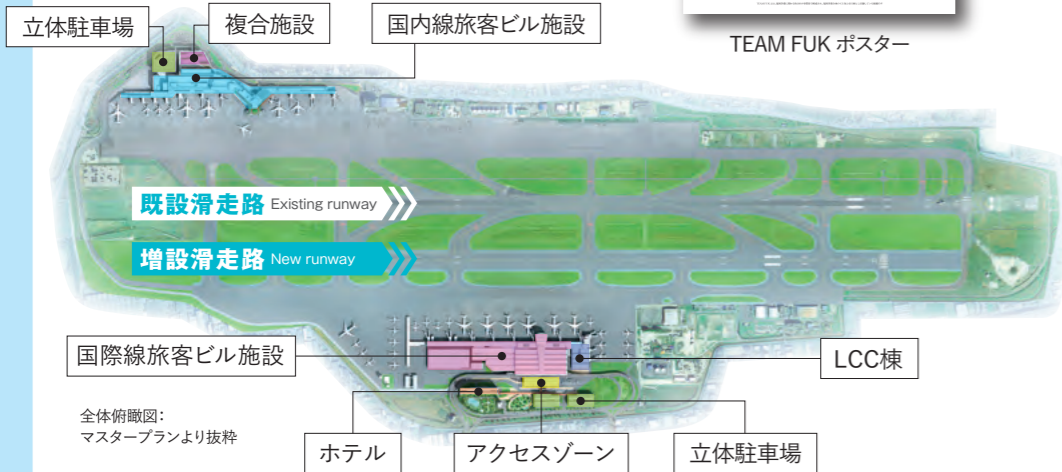 TEAM FUK ポスター
立体駐車場
複合施設
国内線旅客ビル施設
既設滑走路 Existing runway
増設滑走路 New runway
国際線旅客ビル施設
LCC棟
全体俯瞰図：
マスタープランより抜粋
ホテル
アクセスゾーン
立体駐車場